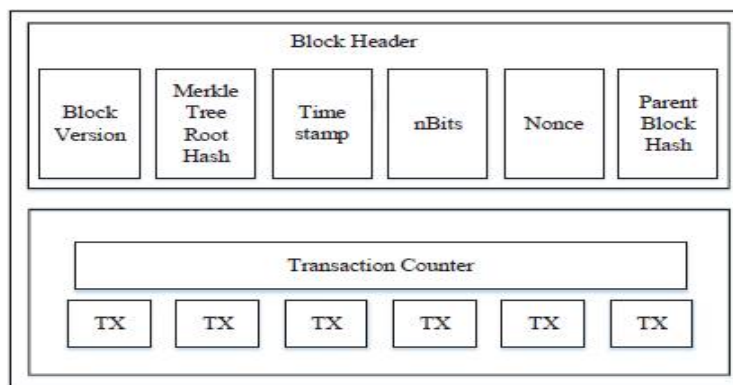 Block Header
Block
Version
Merkle
Tree
Root
Hash
Time
stamp
nBits
Nonce
Parent
Block
Hash
Transaction Counter
TX
TX
TX
TX
TX
TX